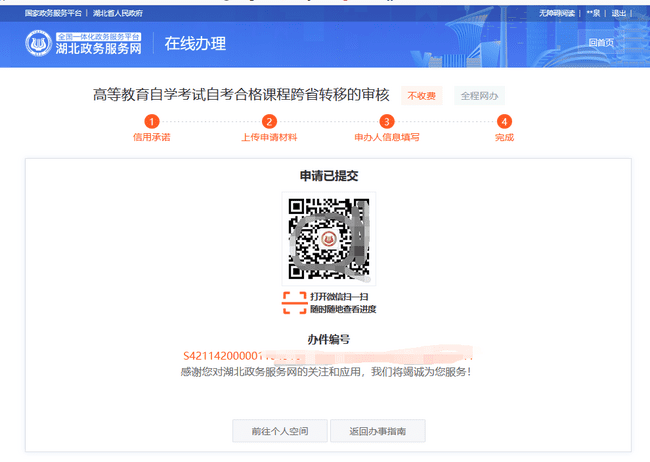 国家政务服务平台 | 湖北省人民政府
无障碍阅读 | **泉 | 退出 |
全国一体化政务服务平台
湖北政务服务网
在线办理
回首页
高等教育自学考试自考合格课程跨省转移的审核
不收费
全程网办
1 2 3 4
信用承诺 上传申请材料 申办人信息填写 完成
申请已提交
打开微信扫一扫
随时随地查看进度
办件编号
S421142000001
感谢您对湖北政务服务网的关注和应用，我们将竭诚为您服务！
前往个人空间 返回办事指南